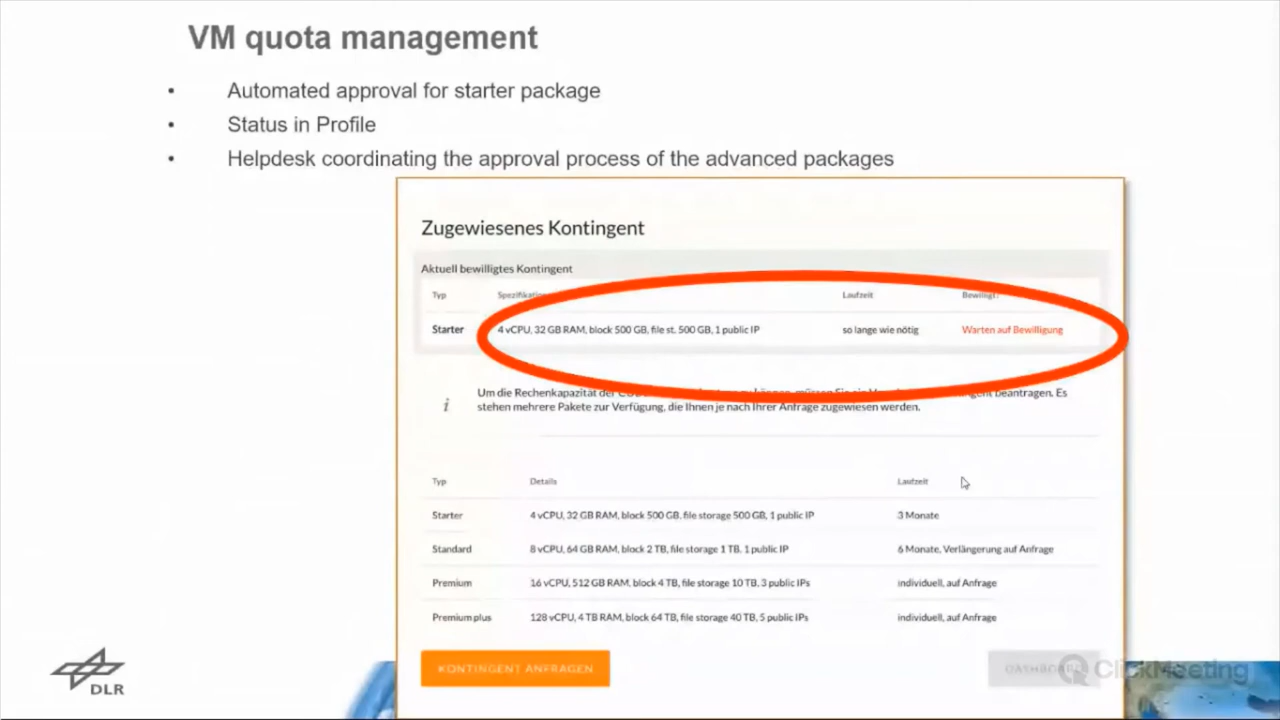 VM quota management
• Automated approval for starter package
• Status in Profile
• Helpdesk coordinating the approval process of the advanced packages
Zugewiesenes Kontingent
Aktuell bewilligtes Kontingent
Typ Spezifikation Laufzeit Bewilligt?
Starter 4 vCPU, 32 GB RAM, block 500 GB, file st. 500 GB, 1 public IP so lange wie nötig Warten auf Bewilligung
Um die Rechenkapazität der müssen Sie ein beantragen. Es
i stehen mehrere Pakete zur Verfügung, die Ihnen je nach Ihrer Anfrage zugewiesen werden.
Typ Details Laufzeit
Starter 4 vCPU, 32 GB RAM, block 500 GB, file storage 500 GB, 1 public IP 3 Monate
Standard 8 vCPU, 64 GB RAM, block 2 TB, file storage 1 TB, 1 public IP 6 Monate, Verlängerung auf Anfrage
Premium 16 vCPU, 512 GB RAM, block 4 TB, file storage 10 TB, 3 public IPs individuell, auf Anfrage
Premium plus 128 vCPU, 4 TB RAM, block 64 TB, file storage 40 TB, 5 public IPs individuell, auf Anfrage
KONTINGENT ANFRAGEN ClickMeeting
DLR